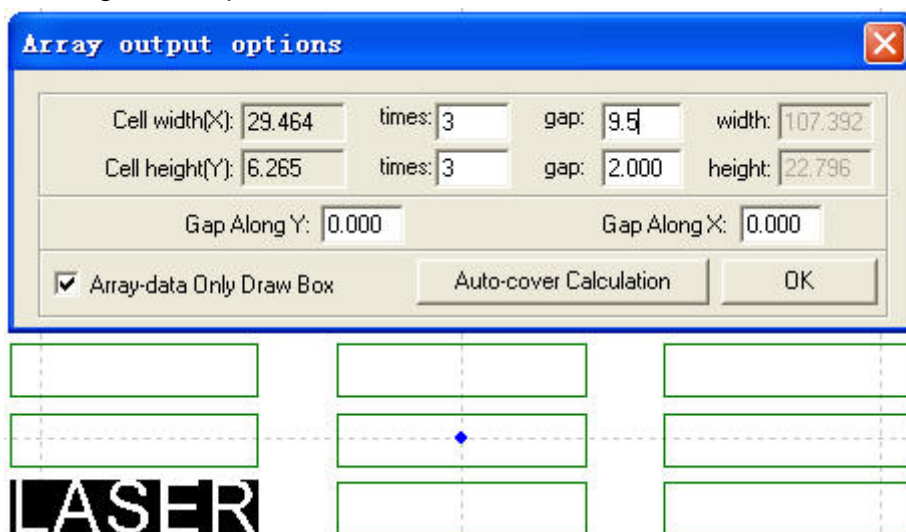 Array output options
Cell width(X): 29.464 times: 3 gap: 9.5 width: 107.392
Cell height(Y): 6.265 times: 3 gap: 2.000 height: 22.796
Gap Along Y: 0.000 Gap Along X: 0.000
Array-data Only Draw Box Auto-cover Calculation OK
LASER